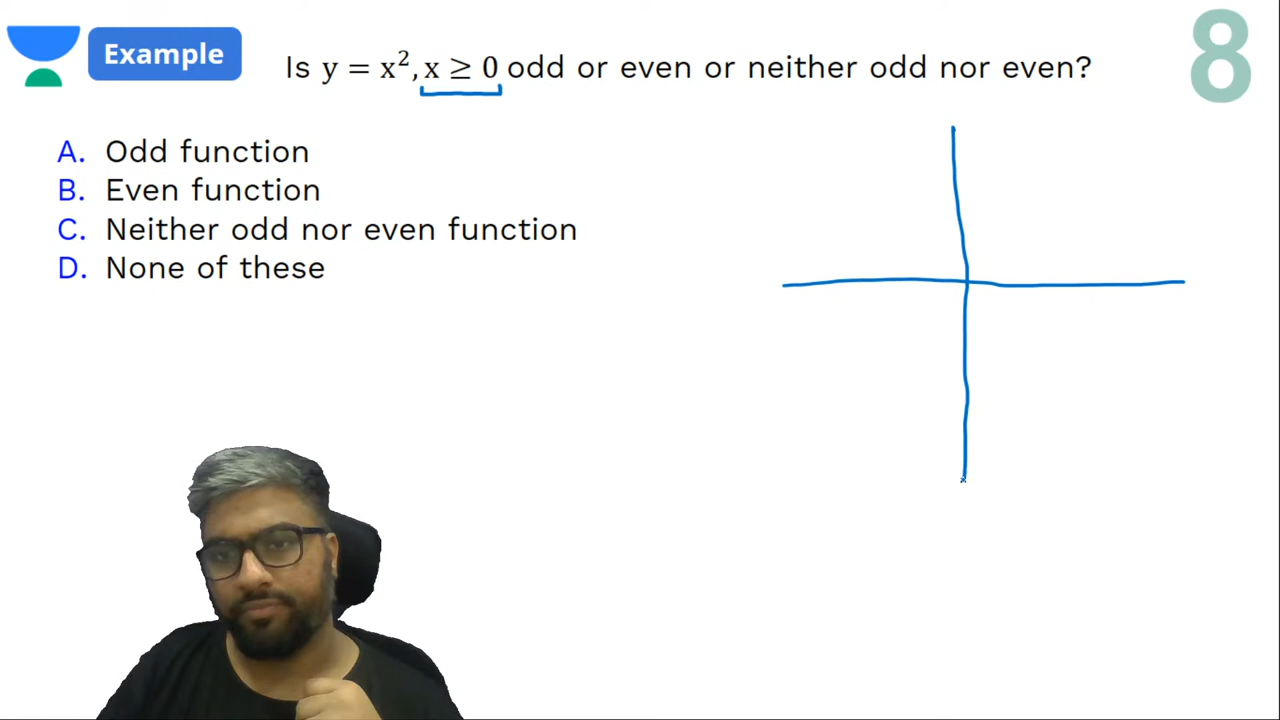 Example
Is y = x², x ≥ 0 odd or even or neither odd nor even?
8
A. Odd function
B. Even function
C. Neither odd nor even function
D. None of these